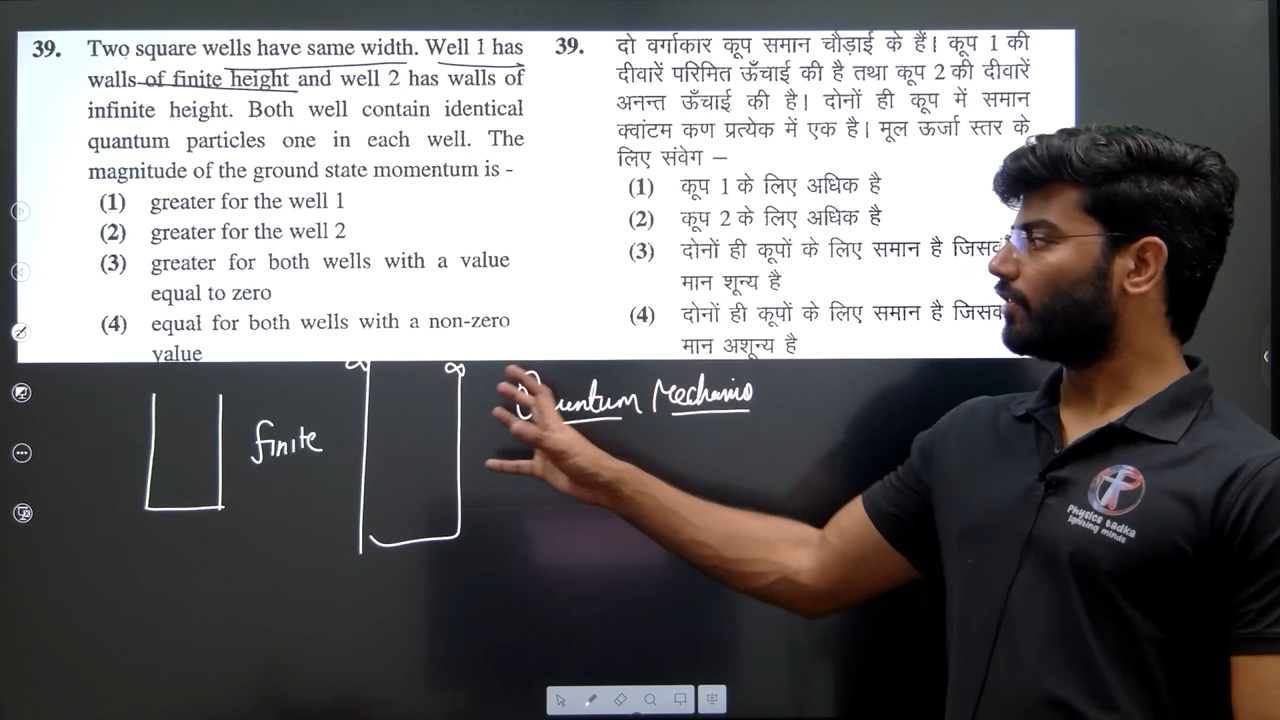 39. Two square wells have same width. Well 1 has
walls of finite height and well 2 has walls of
infinite height. Both well contain identical
quantum particles one in each well. The
magnitude of the ground state momentum is -
(1) greater for the well 1
(2) greater for the well 2
(3) greater for both wells with a value
equal to zero
(4) equal for both wells with a non-zero
value
39. दो वर्गाकार कूप समान चौड़ाई के हैं। कूप 1 की
दीवारें परिमित ऊँचाई की है तथा कूप 2 की दीवारें
अनन्त ऊँचाई की है। दोनों ही कूप में समान
क्वांटम कण प्रत्येक में एक है। मूल ऊर्जा स्तर के
लिए संवेग –
(1) कूप 1 के लिए अधिक है
(2) कूप 2 के लिए अधिक है
(3) दोनों ही कूपों के लिए समान है
मान शून्य है
(4) दोनों ही कूपों के लिए समान है
मान अशून्य है
∞ ∞
finite
Mechanis
Physics tadka
Igniting minds